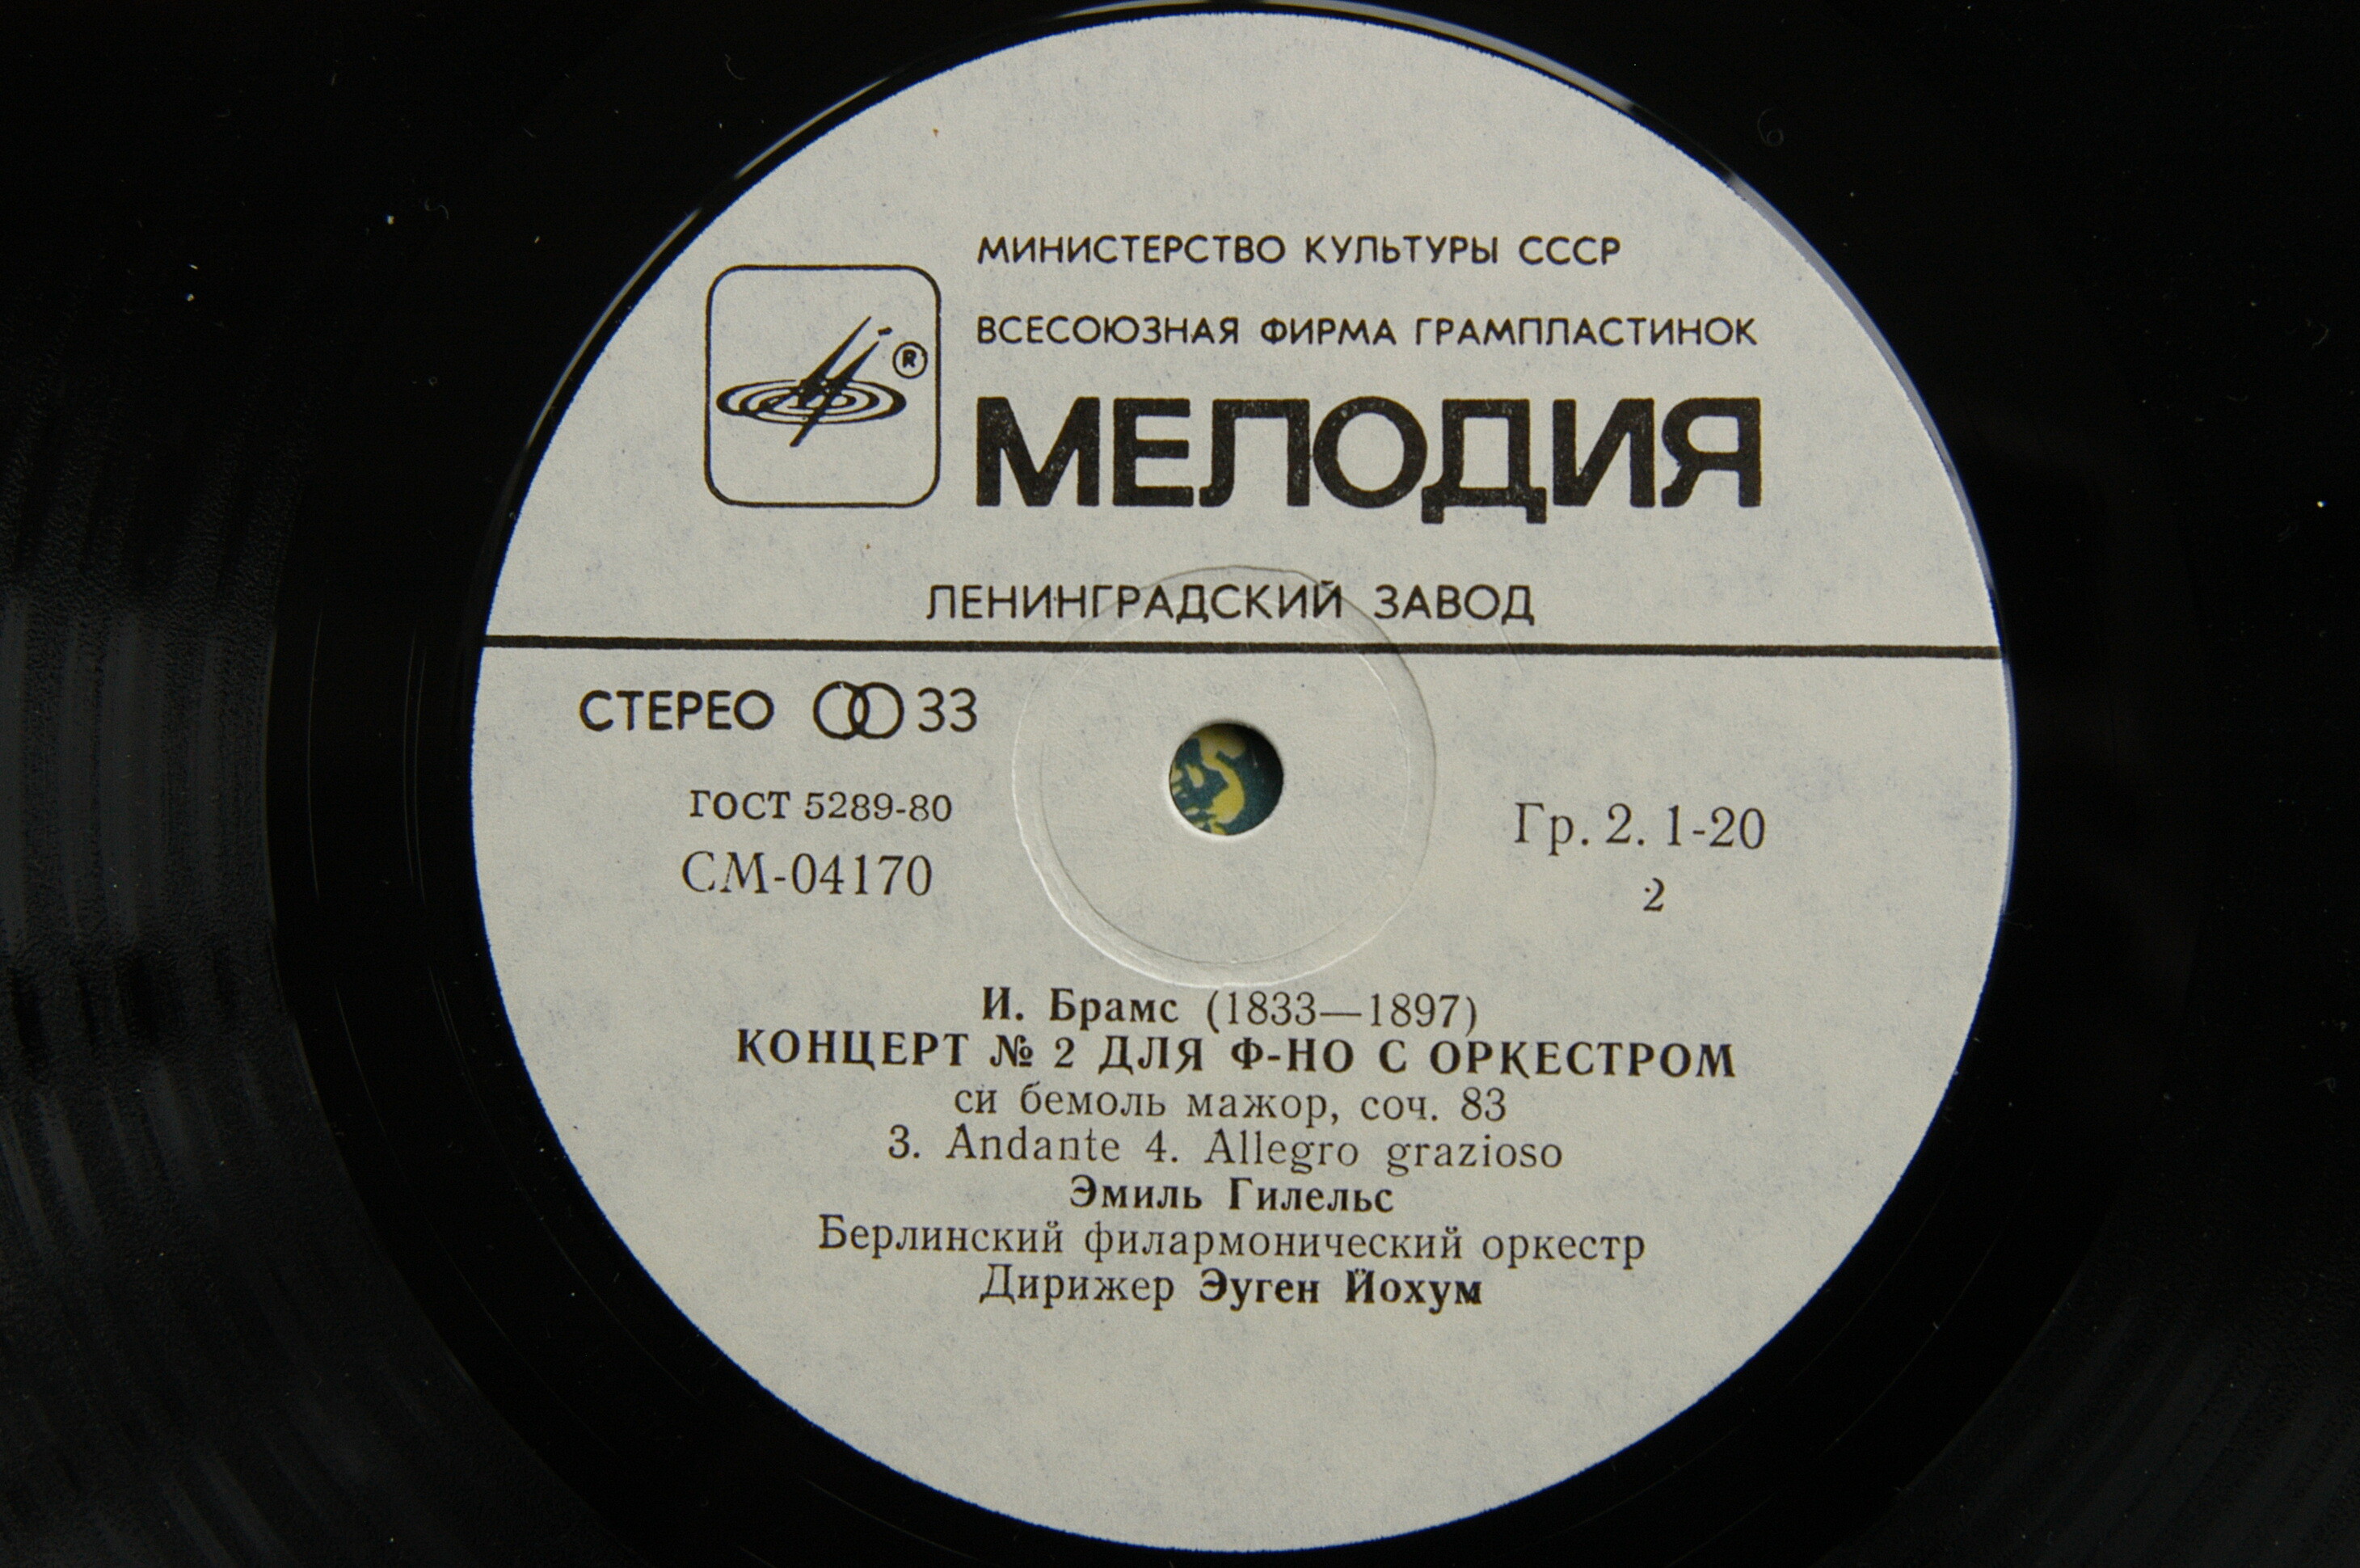 МИНИСТЕРСТВО КУЛЬТУРЫ СССР
ВСЕСОЮЗНАЯ ФИРМА ГРАМПЛАСТИНОК
®
МЕЛОДИЯ
ЛЕНИНГРАДСКИЙ ЗАВОД
СТЕРЕО 33
ГОСТ 5289-80
СМ-04170
Гр. 2. 1-20
2
И. Брамс (1833—1897)
КОНЦЕРТ № 2 ДЛЯ Ф-НО С ОРКЕСТРОМ
си бемоль мажор, соч. 83
3. Andante 4. Allegro grazioso
Эмиль Гилельс
Берлинский филармонический оркестр
Дирижер Эуген Йохум